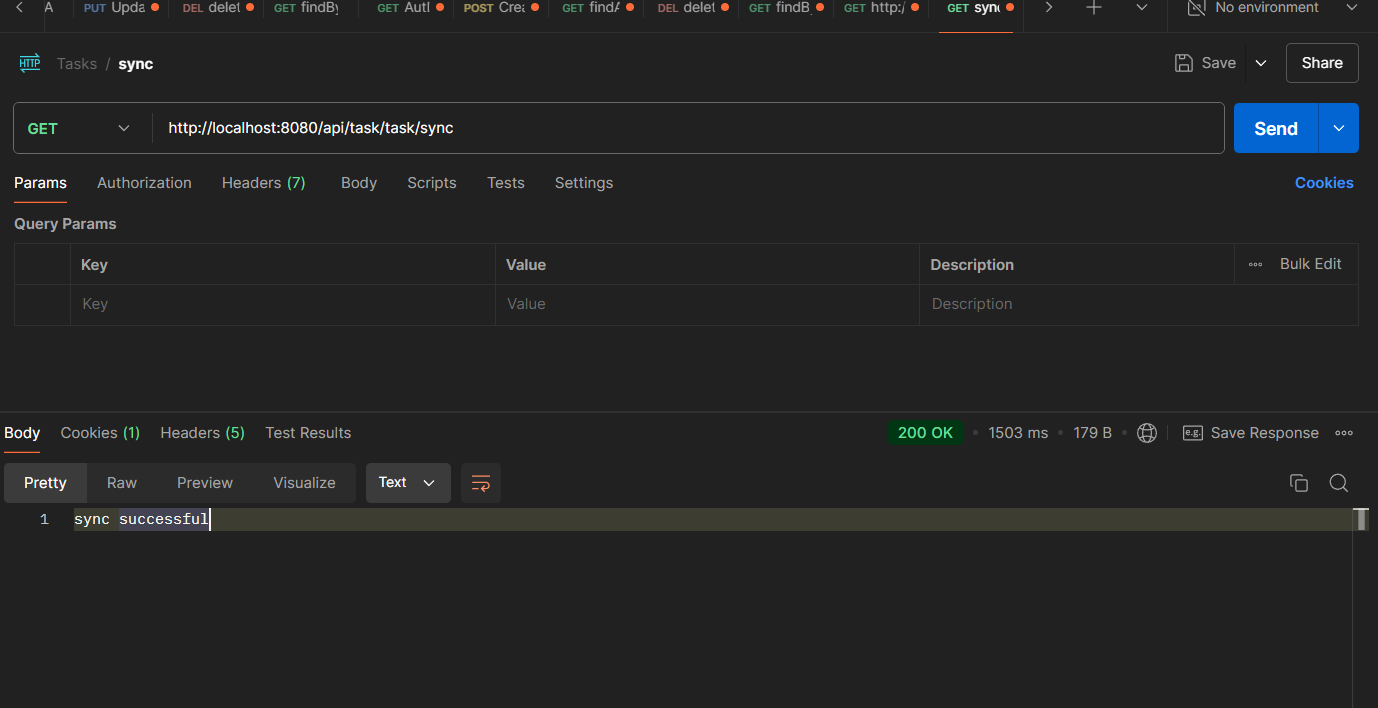 A PUT Upda DEL delet GET findBy GET Autl POST Crea GET findA DEL delet GET findB GET http:/ GET syn No environment
HTTP Tasks / sync Save Share
GET http://localhost:8080/api/task/task/sync Send
Params Authorization Headers (7) Body Scripts Tests Settings Cookies
Query Params
Key Value Description Bulk Edit
Key Value Description
Body Cookies (1) Headers (5) Test Results 200 OK 1503 ms 179 B e.g. Save Response
Pretty Raw Preview Visualize Text
1 sync successful